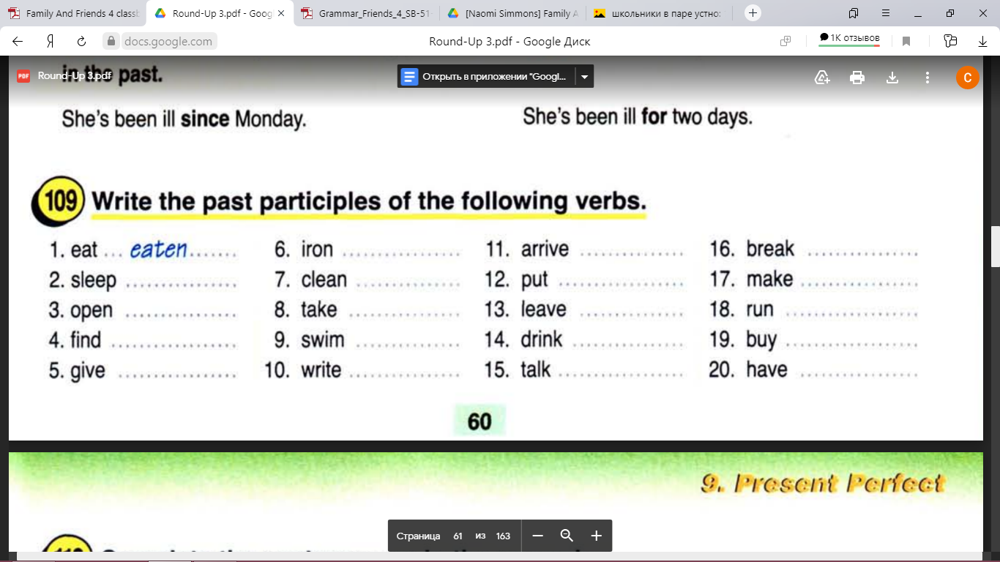 Family And Friends 4 classb
Round-Up 3.pdf - Googl
Grammar_Friends_4_SB-51-
[Naomi Simmons] Family A
школьники в паре устно
docs.google.com
Round-Up 3.pdf - Google Диск
1К отзывов
in the past.
PDF Round-Up 3.pdf
Открыть в приложении "Googl...
C
She's been ill since Monday.
She's been ill for two days.
109 Write the past participles of the following verbs.
1. eat ... eaten.......
6. iron ..................
11. arrive ................
16. break .................
2. sleep .................
7. clean ................
12. put ...................
17. make ..................
3. open .................
8. take .................
13. leave ................
18. run ....................
4. find ...................
9. swim ................
14. drink .................
19. buy ....................
5. give ..................
10. write .................
15. talk ...................
20. have ..................
60
9. Present Perfect
Страница 61 из 163